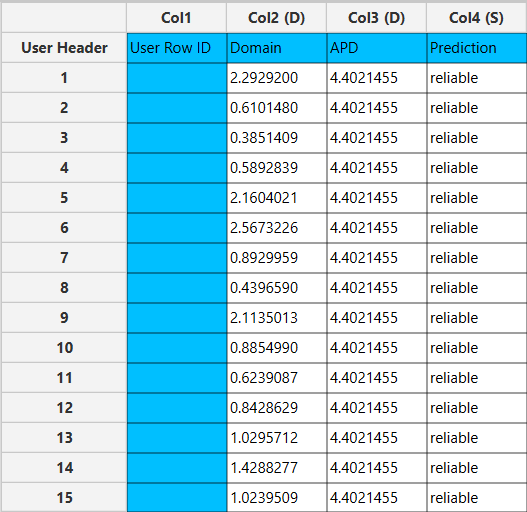 Col1 Col2 (D) Col3 (D) Col4 (S)
User Header User Row ID Domain APD Prediction
1 2.2929200 4.4021455 reliable
2 0.6101480 4.4021455 reliable
3 0.3851409 4.4021455 reliable
4 0.5892839 4.4021455 reliable
5 2.1604021 4.4021455 reliable
6 2.5673226 4.4021455 reliable
7 0.8929959 4.4021455 reliable
8 0.4396590 4.4021455 reliable
9 2.1135013 4.4021455 reliable
10 0.8854990 4.4021455 reliable
11 0.6239087 4.4021455 reliable
12 0.8428629 4.4021455 reliable
13 1.0295712 4.4021455 reliable
14 1.4288277 4.4021455 reliable
15 1.0239509 4.4021455 reliable